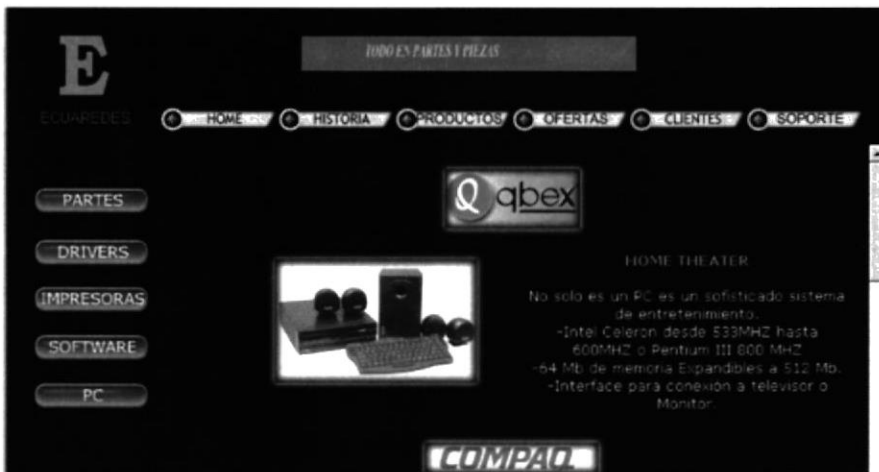 E
TODO EN PARTES Y PIEZAS
ECUAREDES
HOME HISTORIA PRODUCTOS OFERTAS CLIENTES SOPORTE
PARTES
DRIVERS
IMPRESORAS
SOFTWARE
PC
Q qbex
HOME THEATER
No solo es un PC es un sofisticado sistema
de entretenimiento.
-Intel Celeron desde 533MHZ hasta
600MHZ o Pentium III 800 MHZ
-64 Mb de memoria Expandibles a 512 Mb.
-Interface para conexión a televisor o
Monitor.
COMPAQ